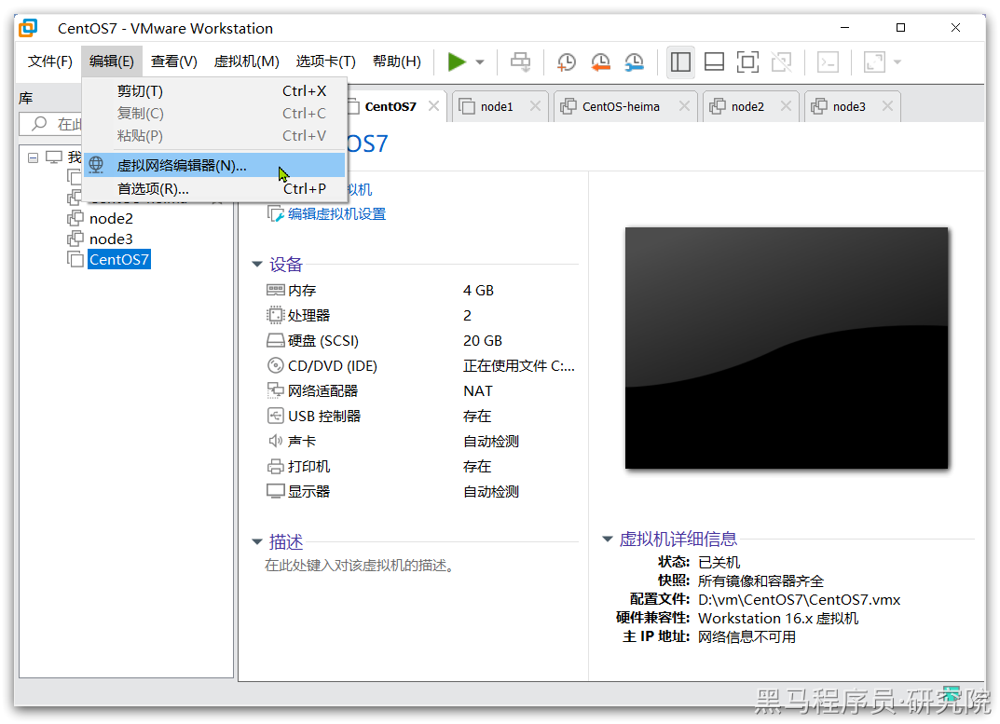 CentOS7 - VMware Workstation
文件(F) 编辑(E) 查看(V) 虚拟机(M) 选项卡(T) 帮助(H)
库
在此
我
剪切(T) Ctrl+X
复制(C) Ctrl+C
粘贴(P) Ctrl+V
虚拟网络编辑器(N)...
首选项(R)... Ctrl+P
node2
node3
CentOS7
CentOS7 node1 CentOS-heima node2 node3
OS7
拟机
编辑虚拟机设置
设备
内存 4 GB
处理器 2
硬盘 (SCSI) 20 GB
CD/DVD (IDE) 正在使用文件 C:...
网络适配器 NAT
USB 控制器 存在
声卡 自动检测
打印机 存在
显示器 自动检测
描述
在此处键入对该虚拟机的描述。
虚拟机详细信息
状态: 已关机
快照: 所有镜像和容器齐全
配置文件: D:\vm\CentOS7\CentOS7.vmx
硬件兼容性: Workstation 16.x 虚拟机
主 IP 地址: 网络信息不可用
黑马程序员·研究院